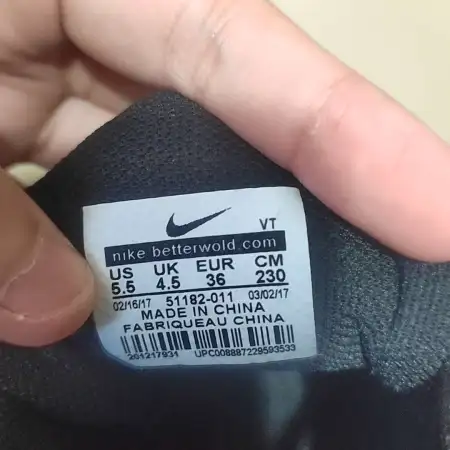 VT
nike betterwold.com
US UK EUR CM
5.5 4.5 36 230
02/16/17 51182-011 03/02/17
MADE IN CHINA
FABRIQUEAU CHINA
201217931 UPC008887229593533